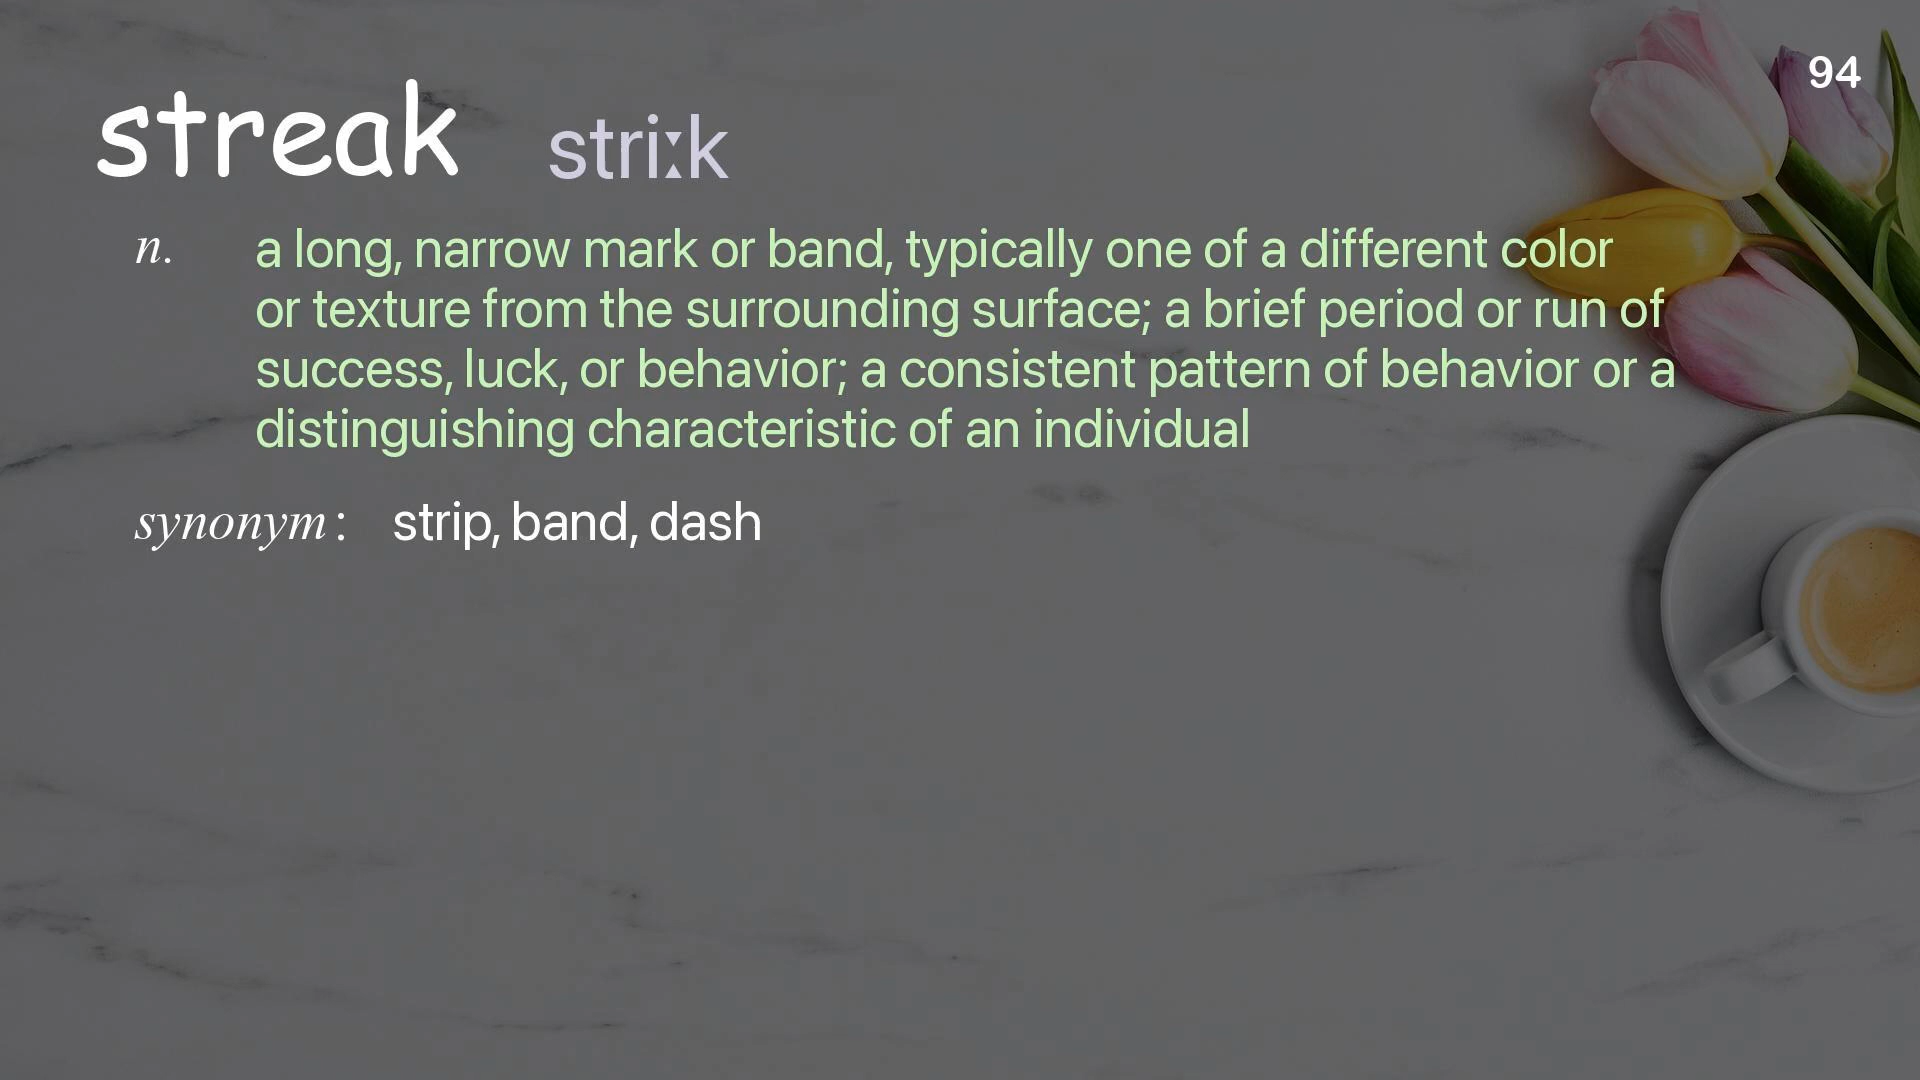 94
streak striːk
n. a long, narrow mark or band, typically one of a different color
or texture from the surrounding surface; a brief period or run of
success, luck, or behavior; a consistent pattern of behavior or a
distinguishing characteristic of an individual
synonym: strip, band, dash